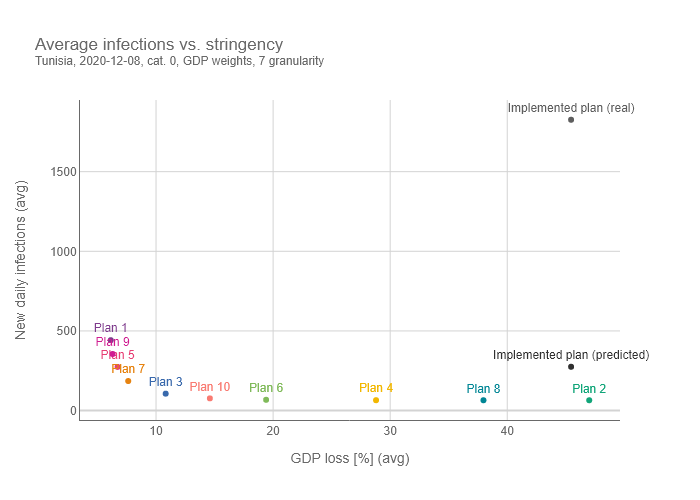 Average infections vs. stringency
Tunisia, 2020-12-08, cat. 0, GDP weights, 7 granularity
Implemented plan (real)
1500
1000
New daily infections (avg)
500
Plan 1
Plan 9
Plan 5
Plan 7
Implemented plan (predicted)
Plan 3
Plan 10
Plan 6
Plan 4
Plan 8
Plan 2
0
10
20
30
40
GDP loss [%] (avg)